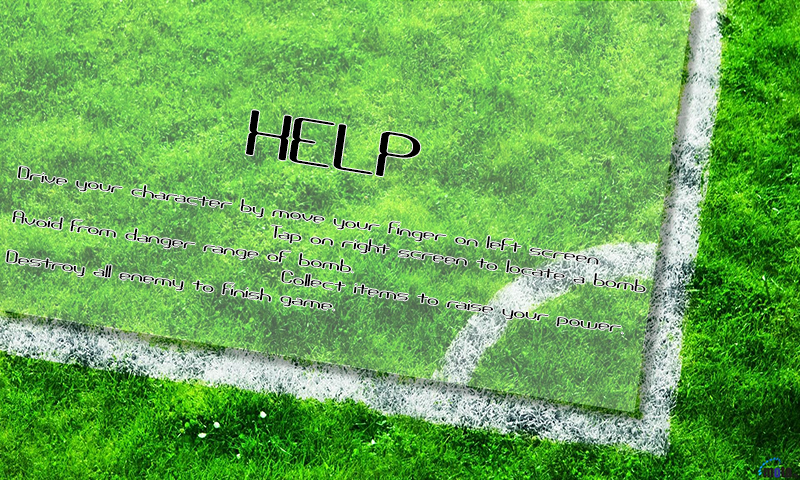 HELP
Drive your character by move your finger on left screen.
Tap on right screen to locate a bomb.
Avoid from danger range of bomb.
Collect items to raise your power.
Destroy all enemy to finish game.